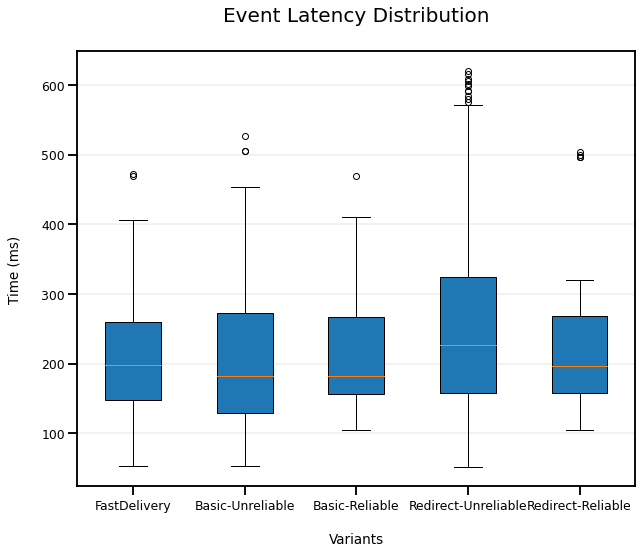 Event Latency Distribution
600
500
400
300
200
100
Time (ms)
FastDelivery
Basic-Unreliable
Basic-Reliable
Redirect-Unreliable
Redirect-Reliable
Variants